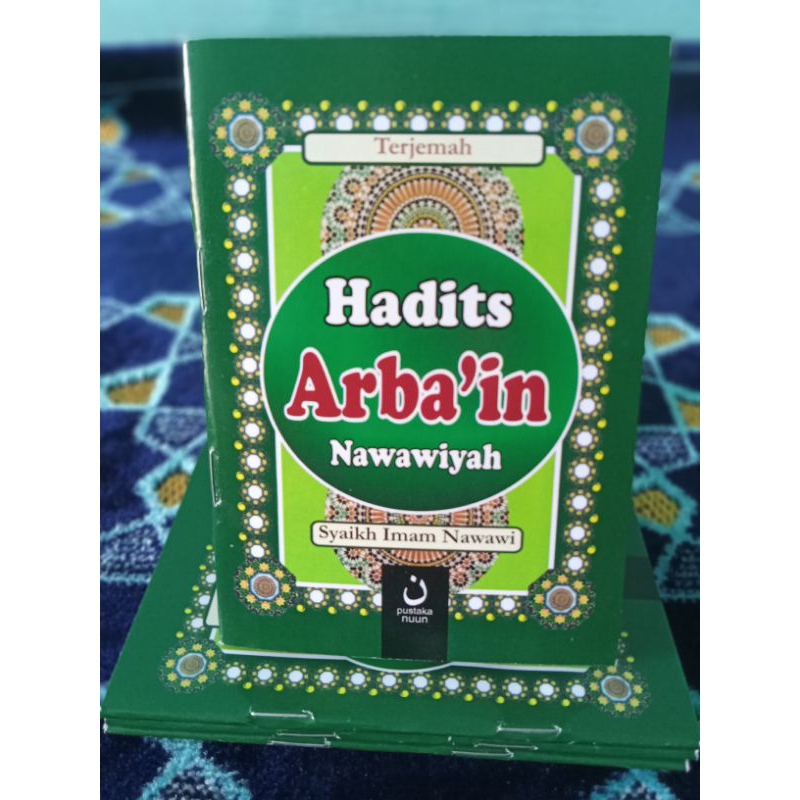 Terjemah
Hadits
Arba'in
Nawawiyah
Syaikh Imam Nawawi
ن
pustaka
nuun